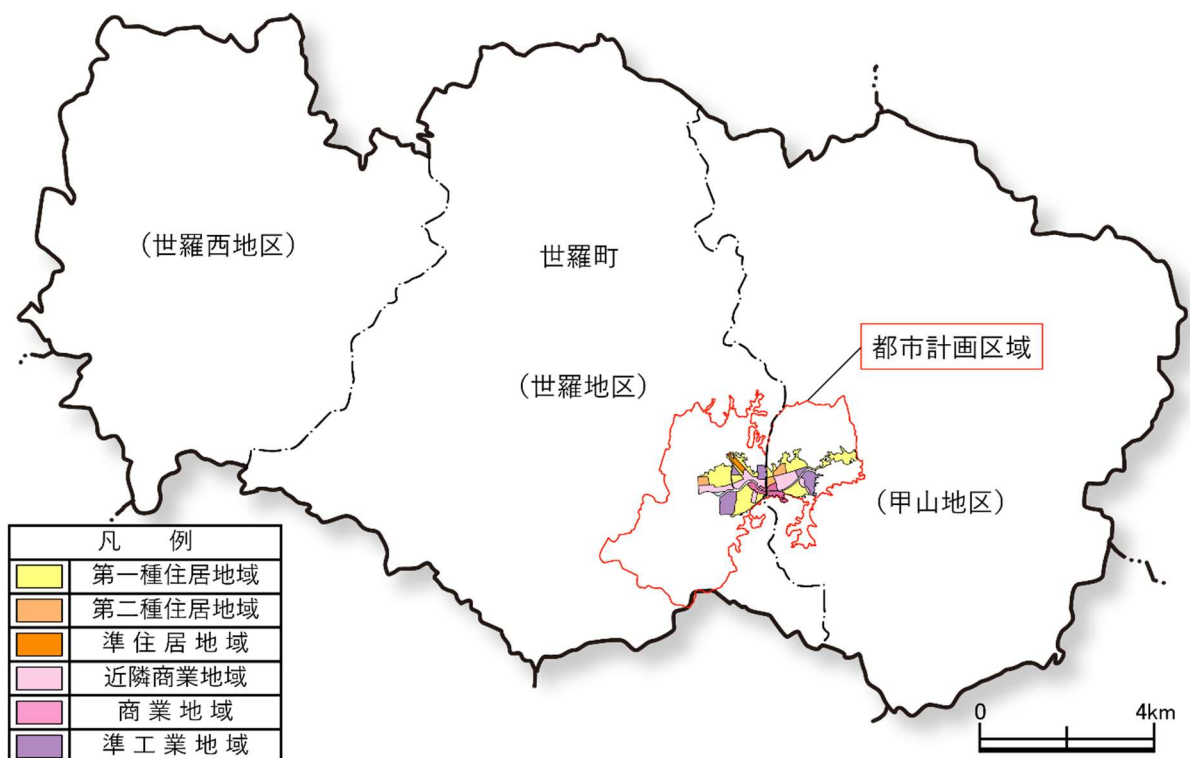 (世羅西地区)
世羅町
都市計画区域
(世羅地区)
(甲山地区)
凡 例
第一種住居地域
第二種住居地域
準住居地域
近隣商業地域
商業地域
準工業地域
0 4km